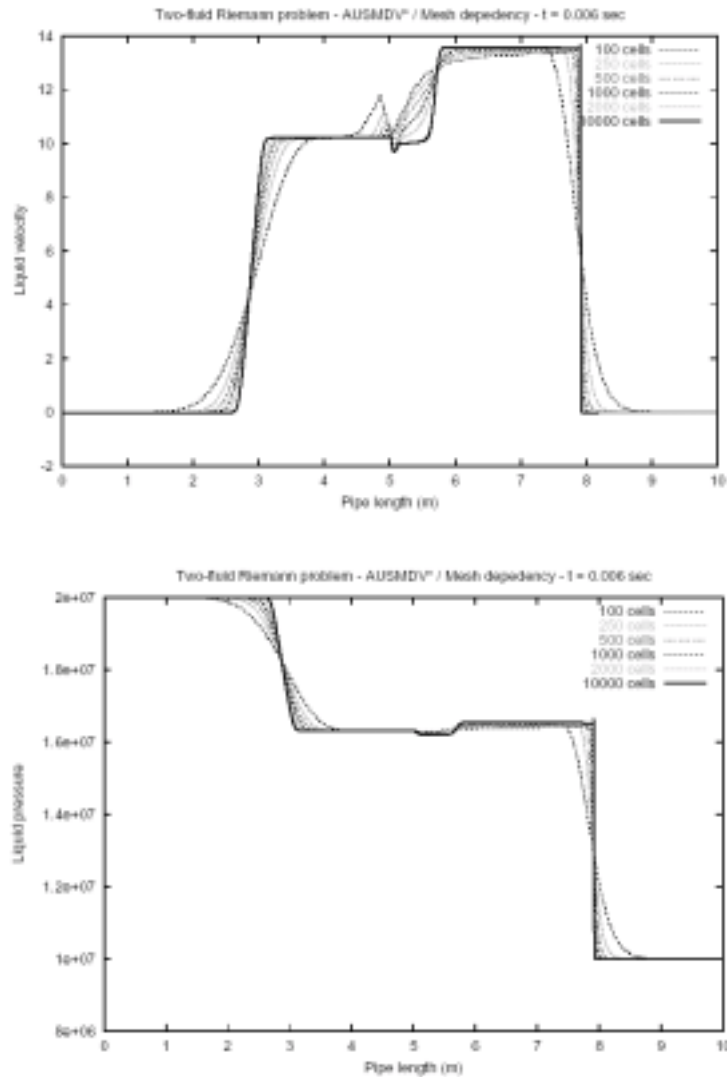 Two-fluid Riemann problem - AUSMDV* / Mesh depedency - t = 0.006 sec
14
12
10
8
6
4
2
0
-2
Liquid velocity
100 cells
250 cells
500 cells
1000 cells
2000 cells
10000 cells
0 1 2 3 4 5 6 7 8 9 10
Pipe length (m)
Two-fluid Riemann problem - AUSMDV* / Mesh depedency - t = 0.006 sec
2e+07
1.8e+07
1.6e+07
1.4e+07
1.2e+07
1e+07
8e+06
Liquid pressure
100 cells
250 cells
500 cells
1000 cells
2000 cells
10000 cells
0 1 2 3 4 5 6 7 8 9 10
Pipe length (m)